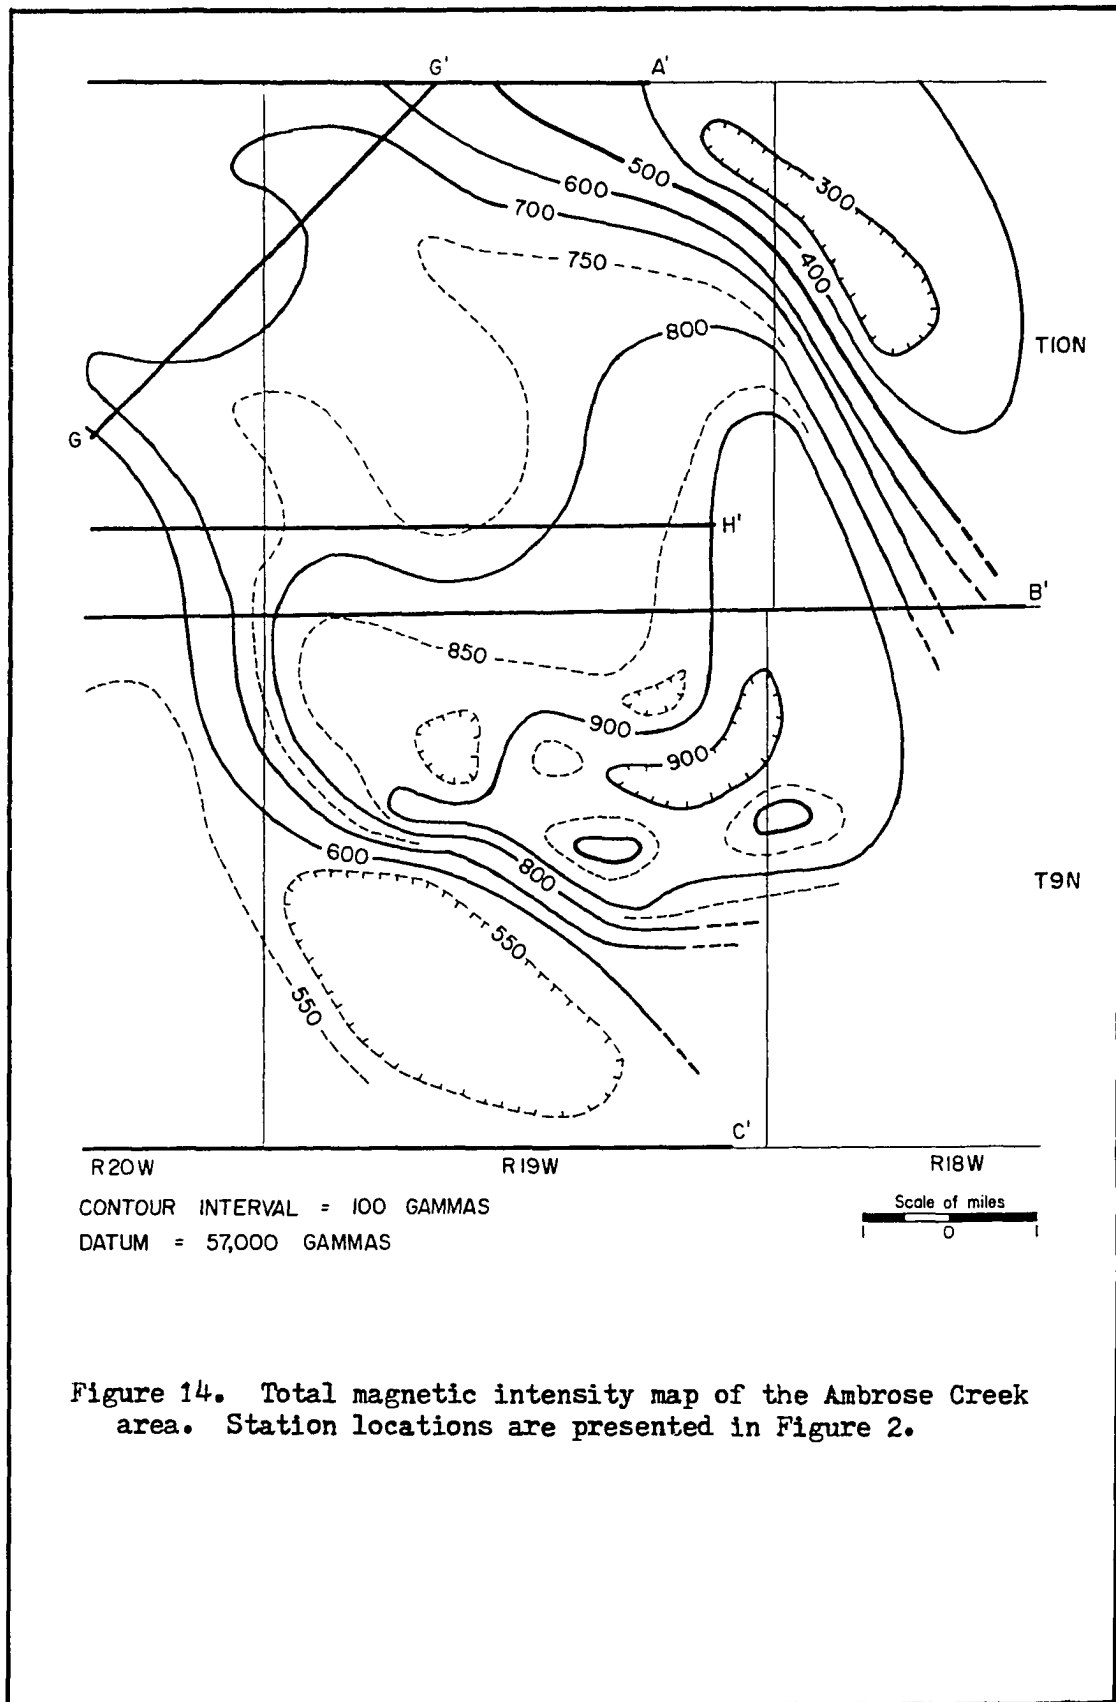 G'
A'
500
600
700
300
400
750
800
T10N
G
H'
B'
850
900
900
600
800
T9N
550
550
C'
R20W
R19W
R18W
CONTOUR INTERVAL = 100 GAMMAS
DATUM = 57,000 GAMMAS
Scale of miles
1 0 1
Figure 14. Total magnetic intensity map of the Ambrose Creek
area. Station locations are presented in Figure 2.